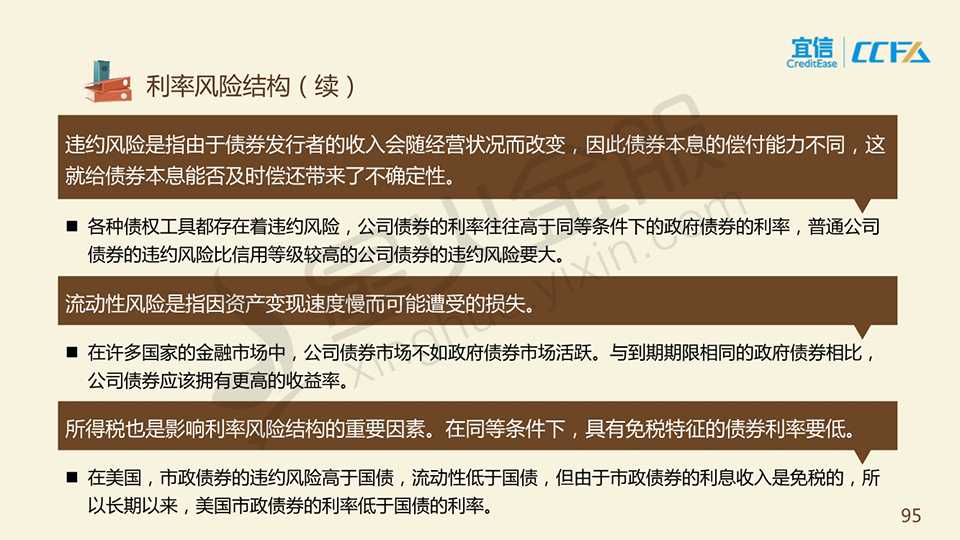 宜信
CreditEase
CCFA
利率风险结构（续）
违约风险是指由于债券发行者的收入会随经营状况而改变，因此债券本息的偿付能力不同，这
就给债券本息能否及时偿还带来了不确定性。
■ 各种债权工具都存在着违约风险，公司债券的利率往往高于同等条件下的政府债券的利率，普通公司
债券的违约风险比信用等级较高的公司债券的违约风险要大。
流动性风险是指因资产变现速度慢而可能遭受的损失。
■ 在许多国家的金融市场中，公司债券市场不如政府债券市场活跃。与到期期限相同的政府债券相比，
公司债券应该拥有更高的收益率。
所得税也是影响利率风险结构的重要因素。在同等条件下，具有免税特征的债券利率要低。
■ 在美国，市政债券的违约风险高于国债，流动性低于国债，但由于市政债券的利息收入是免税的，所
以长期以来，美国市政债券的利率低于国债的利率。
95